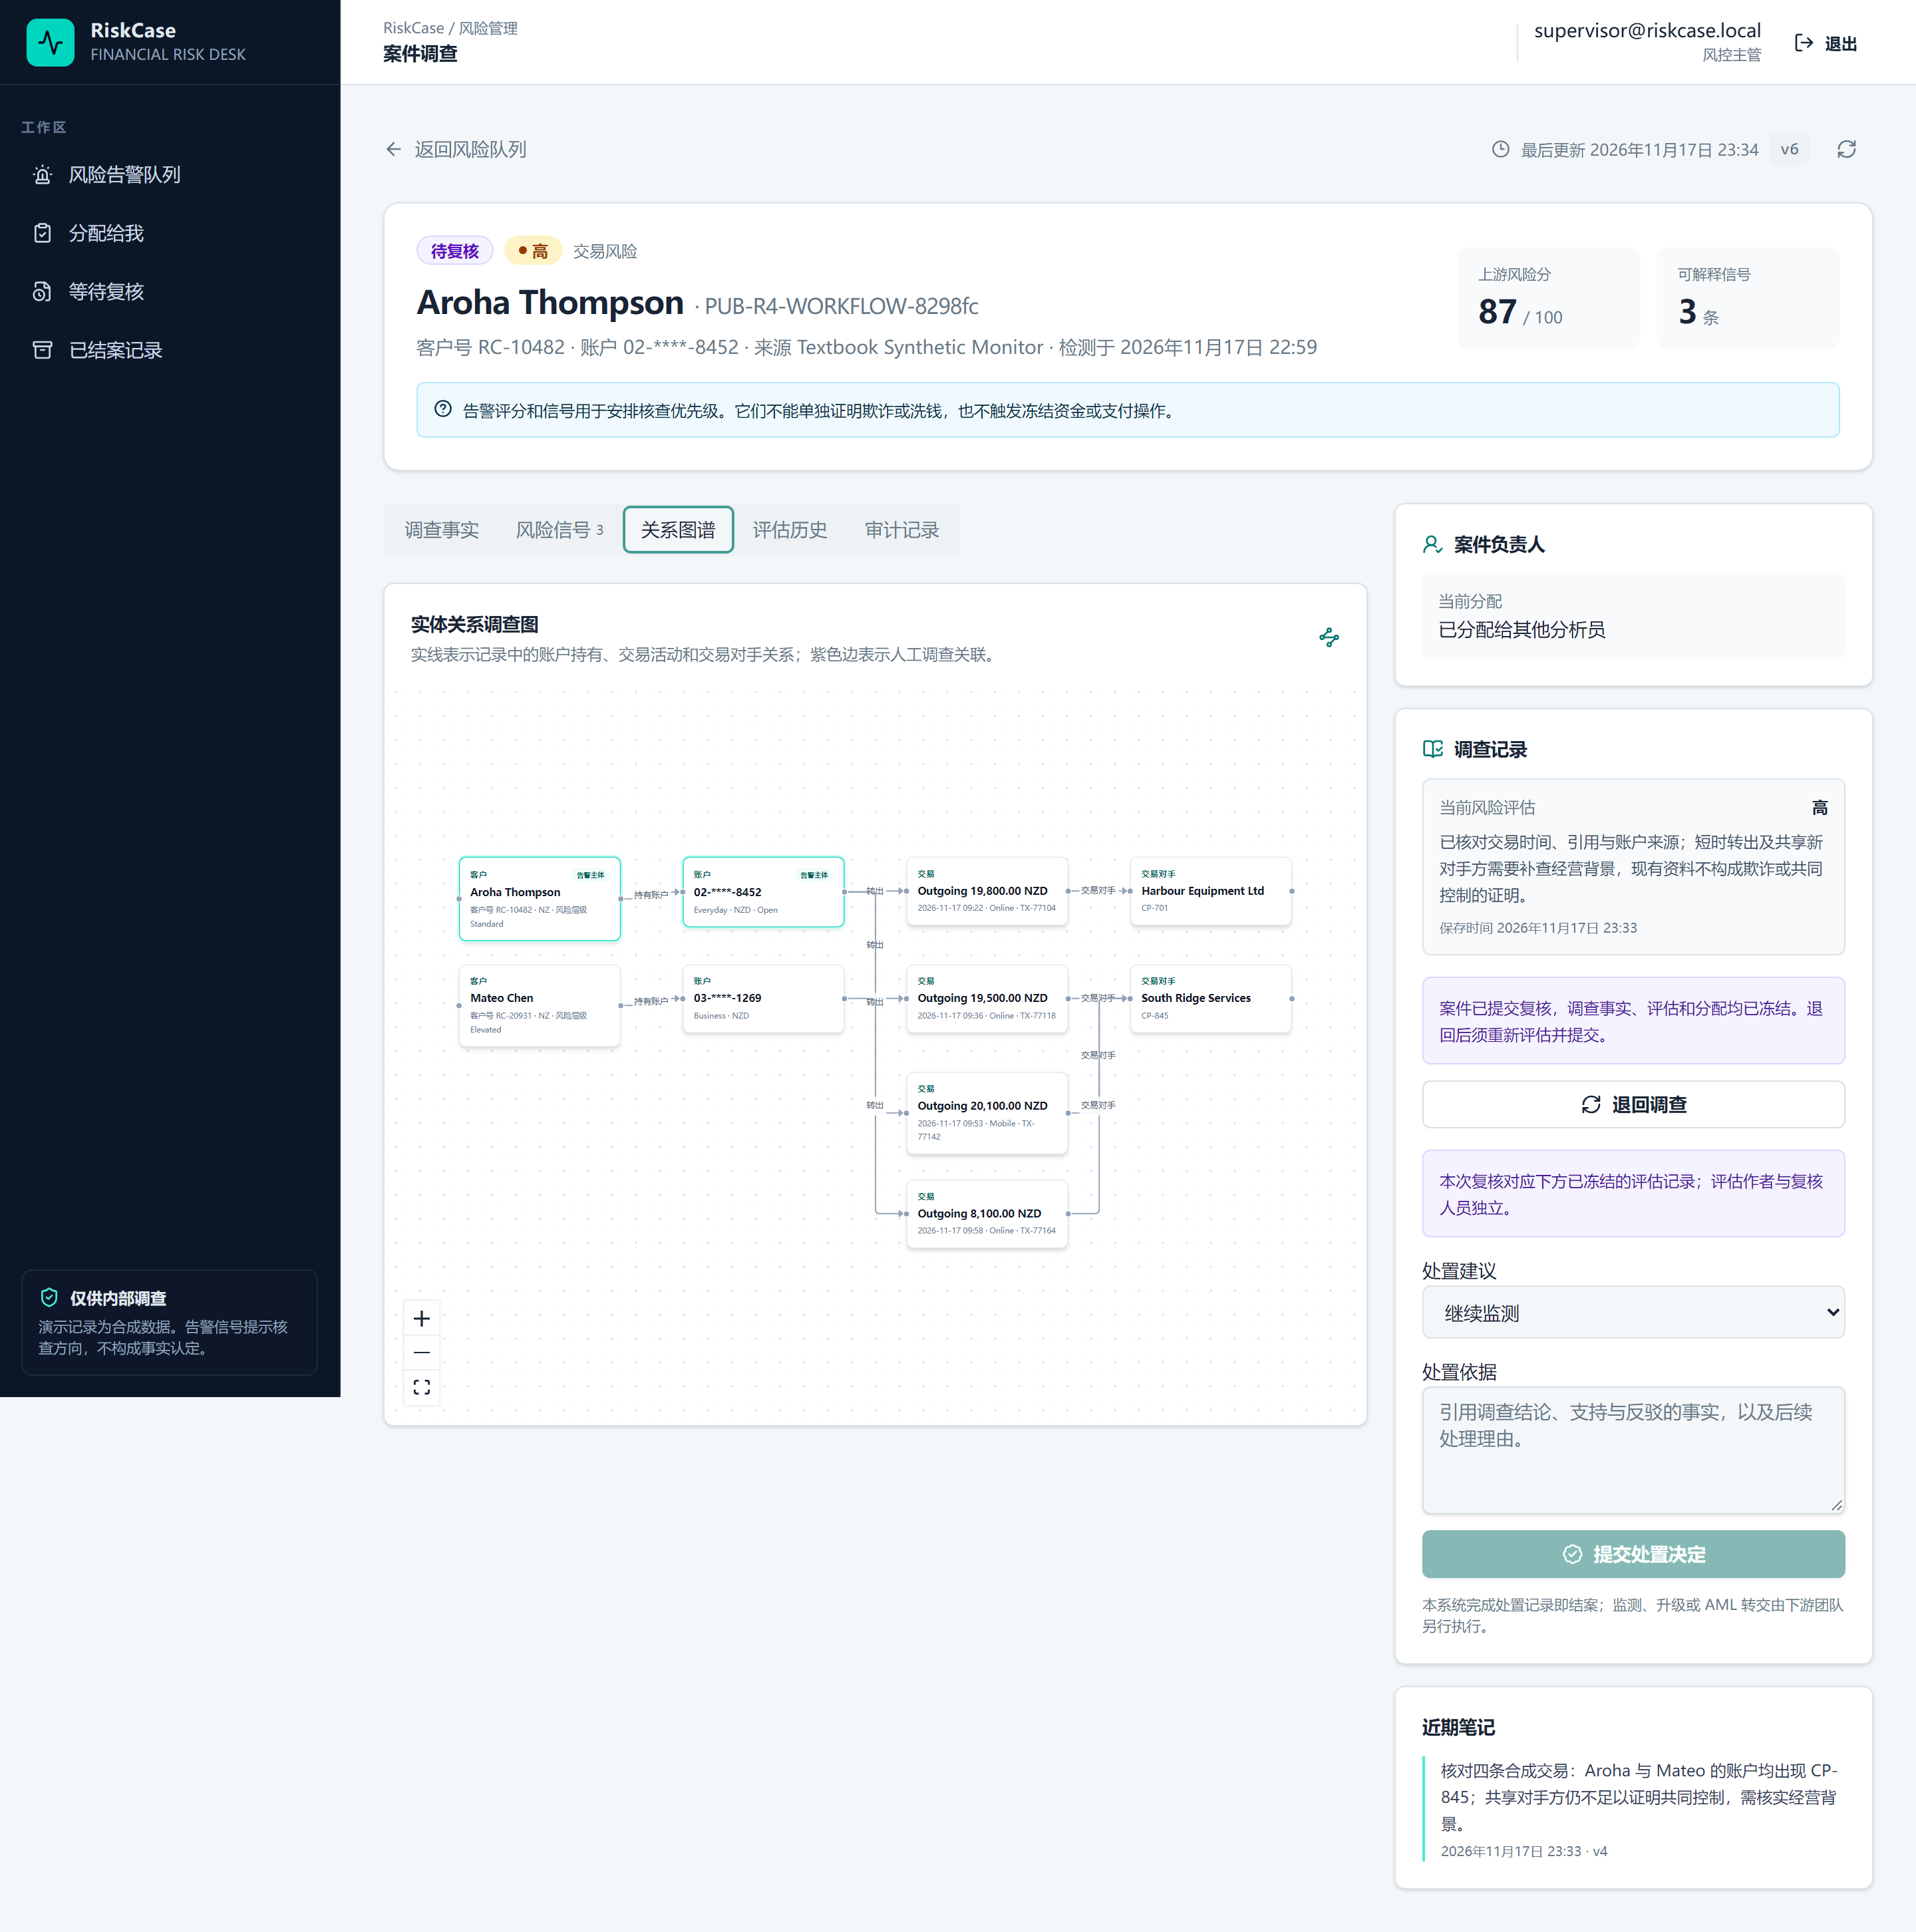 RiskCase
FINANCIAL RISK DESK
工作区
风险告警队列
分配给我
等待复核
已结案记录
仅供内部调查
演示记录为合成数据。告警信号提示核
查方向，不构成事实认定。
RiskCase / 风险管理
案件调查
supervisor@riskcase.local
风控主管
退出
返回风险队列
最后更新 2026年11月17日 23:34 v6
待复核 高 交易风险
Aroha Thompson · PUB-R4-WORKFLOW-8298fc
客户号 RC-10482 · 账户 02-****-8452 · 来源 Textbook Synthetic Monitor · 检测于 2026年11月17日 22:59
上游风险分
87 / 100
可解释信号
3 条
告警评分和信号用于安排核查优先级。它们不能单独证明欺诈或洗钱，也不触发冻结资金或支付操作。
调查事实 风险信号 3 关系图谱 评估历史 审计记录
实体关系调查图
实线表示记录中的账户持有、交易活动和交易对手关系；紫色边表示人工调查关联。
客户 告警主体
Aroha Thompson
客户号 RC-10482 · NZ · 风险层级
Standard
持有账户
账户 告警主体
02-****-8452
Everyday · NZD · Open
转出
交易
Outgoing 19,800.00 NZD
2026-11-17 09:22 · Online · TX-77104
交易对手
交易对手
Harbour Equipment Ltd
CP-701
转出
客户
Mateo Chen
客户号 RC-20931 · NZ · 风险层级
Elevated
持有账户
账户
03-****-1269
Business · NZD
转出
交易
Outgoing 19,500.00 NZD
2026-11-17 09:36 · Online · TX-77118
交易对手
交易对手
South Ridge Services
CP-845
交易对手
转出
交易
Outgoing 20,100.00 NZD
2026-11-17 09:53 · Mobile · TX-
77142
交易对手
交易
Outgoing 8,100.00 NZD
2026-11-17 09:58 · Online · TX-77164
案件负责人
当前分配
已分配给其他分析员
调查记录
当前风险评估 高
已核对交易时间、引用与账户来源；短时转出及共享新
对手方需要补查经营背景，现有资料不构成欺诈或共同
控制的证明。
保存时间 2026年11月17日 23:33
案件已提交复核，调查事实、评估和分配均已冻结。退
回后须重新评估并提交。
退回调查
本次复核对应下方已冻结的评估记录；评估作者与复核
人员独立。
处置建议
继续监测
处置依据
引用调查结论、支持与反驳的事实，以及后续
处理理由。
提交处置决定
本系统完成处置记录即结案；监测、升级或 AML 转交由下游团队
另行执行。
近期笔记
核对四条合成交易：Aroha 与 Mateo 的账户均出现 CP-
845；共享对手方仍不足以证明共同控制，需核实经营背
景。
2026年11月17日 23:33 · v4